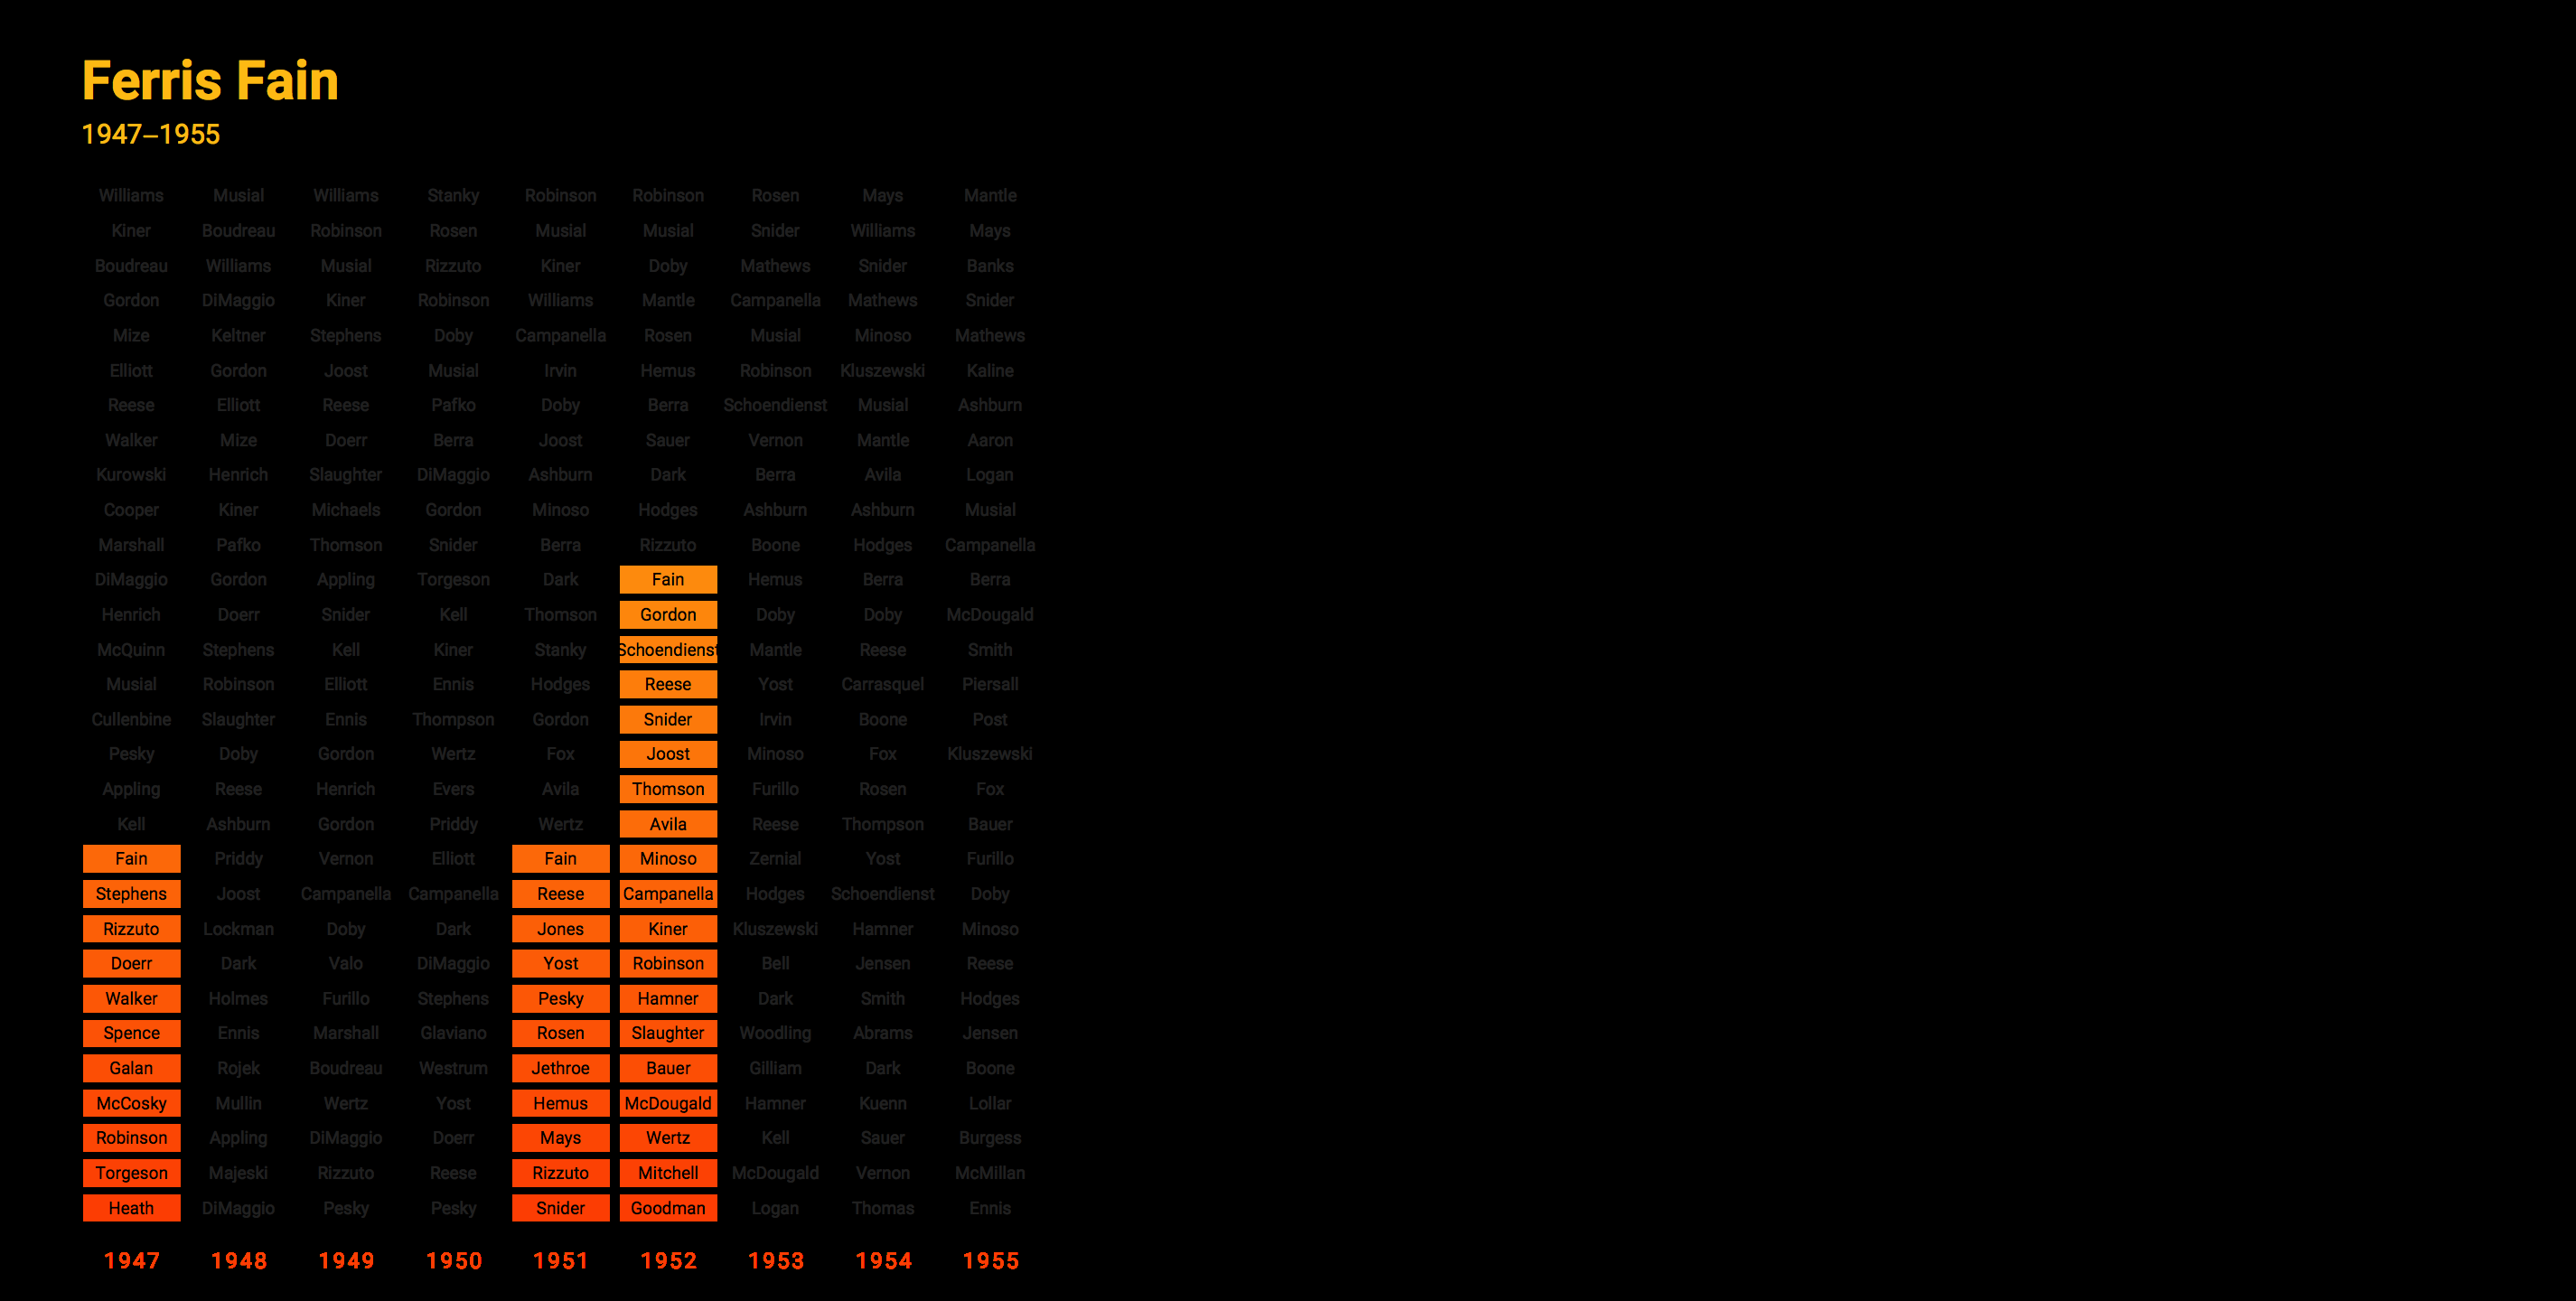 Ferris Fain
1947–1955
Williams Musial Williams Stanky Robinson Robinson Rosen Mays Mantle
Kiner Boudreau Robinson Rosen Musial Musial Snider Williams Mays
Boudreau Williams Musial Rizzuto Kiner Doby Mathews Snider Banks
Gordon DiMaggio Kiner Robinson Williams Mantle Campanella Mathews Snider
Mize Keltner Stephens Doby Campanella Rosen Musial Minoso Mathews
Elliott Gordon Joost Musial Irvin Hemus Robinson Kluszewski Kaline
Reese Elliott Reese Pafko Doby Berra Schoendienst Musial Ashburn
Walker Mize Doerr Berra Joost Sauer Vernon Mantle Aaron
Kurowski Henrich Slaughter DiMaggio Ashburn Dark Berra Avila Logan
Cooper Kiner Michaels Gordon Minoso Hodges Ashburn Ashburn Musial
Marshall Pafko Thomson Snider Berra Rizzuto Boone Hodges Campanella
DiMaggio Gordon Appling Torgeson Dark Fain Hemus Berra Berra
Henrich Doerr Snider Kell Thomson Gordon Doby Doby McDougald
McQuinn Stephens Kell Kiner Stanky Schoendienst Mantle Reese Smith
Musial Robinson Elliott Ennis Hodges Reese Yost Carrasquel Piersall
Cullenbine Slaughter Ennis Thompson Gordon Snider Irvin Boone Post
Pesky Doby Gordon Wertz Fox Joost Minoso Fox Kluszewski
Appling Reese Henrich Evers Avila Thomson Furillo Rosen Fox
Kell Ashburn Gordon Priddy Wertz Avila Reese Thompson Bauer
Fain Priddy Vernon Elliott Fain Minoso Zernial Yost Furillo
Stephens Joost Campanella Campanella Reese Campanella Hodges Schoendienst Doby
Rizzuto Lockman Doby Dark Jones Kiner Kluszewski Hamner Minoso
Doerr Dark Valo DiMaggio Yost Robinson Bell Jensen Reese
Walker Holmes Furillo Stephens Pesky Hamner Dark Smith Hodges
Spence Ennis Marshall Glaviano Rosen Slaughter Woodling Abrams Jensen
Galan Rojek Boudreau Westrum Jethroe Bauer Gilliam Dark Boone
McCosky Mullin Wertz Yost Hemus McDougald Hamner Kuenn Lollar
Robinson Appling DiMaggio Doerr Mays Wertz Kell Sauer Burgess
Torgeson Majeski Rizzuto Reese Rizzuto Mitchell McDougald Vernon McMillan
Heath DiMaggio Pesky Pesky Snider Goodman Logan Thomas Ennis
1947 1948 1949 1950 1951 1952 1953 1954 1955